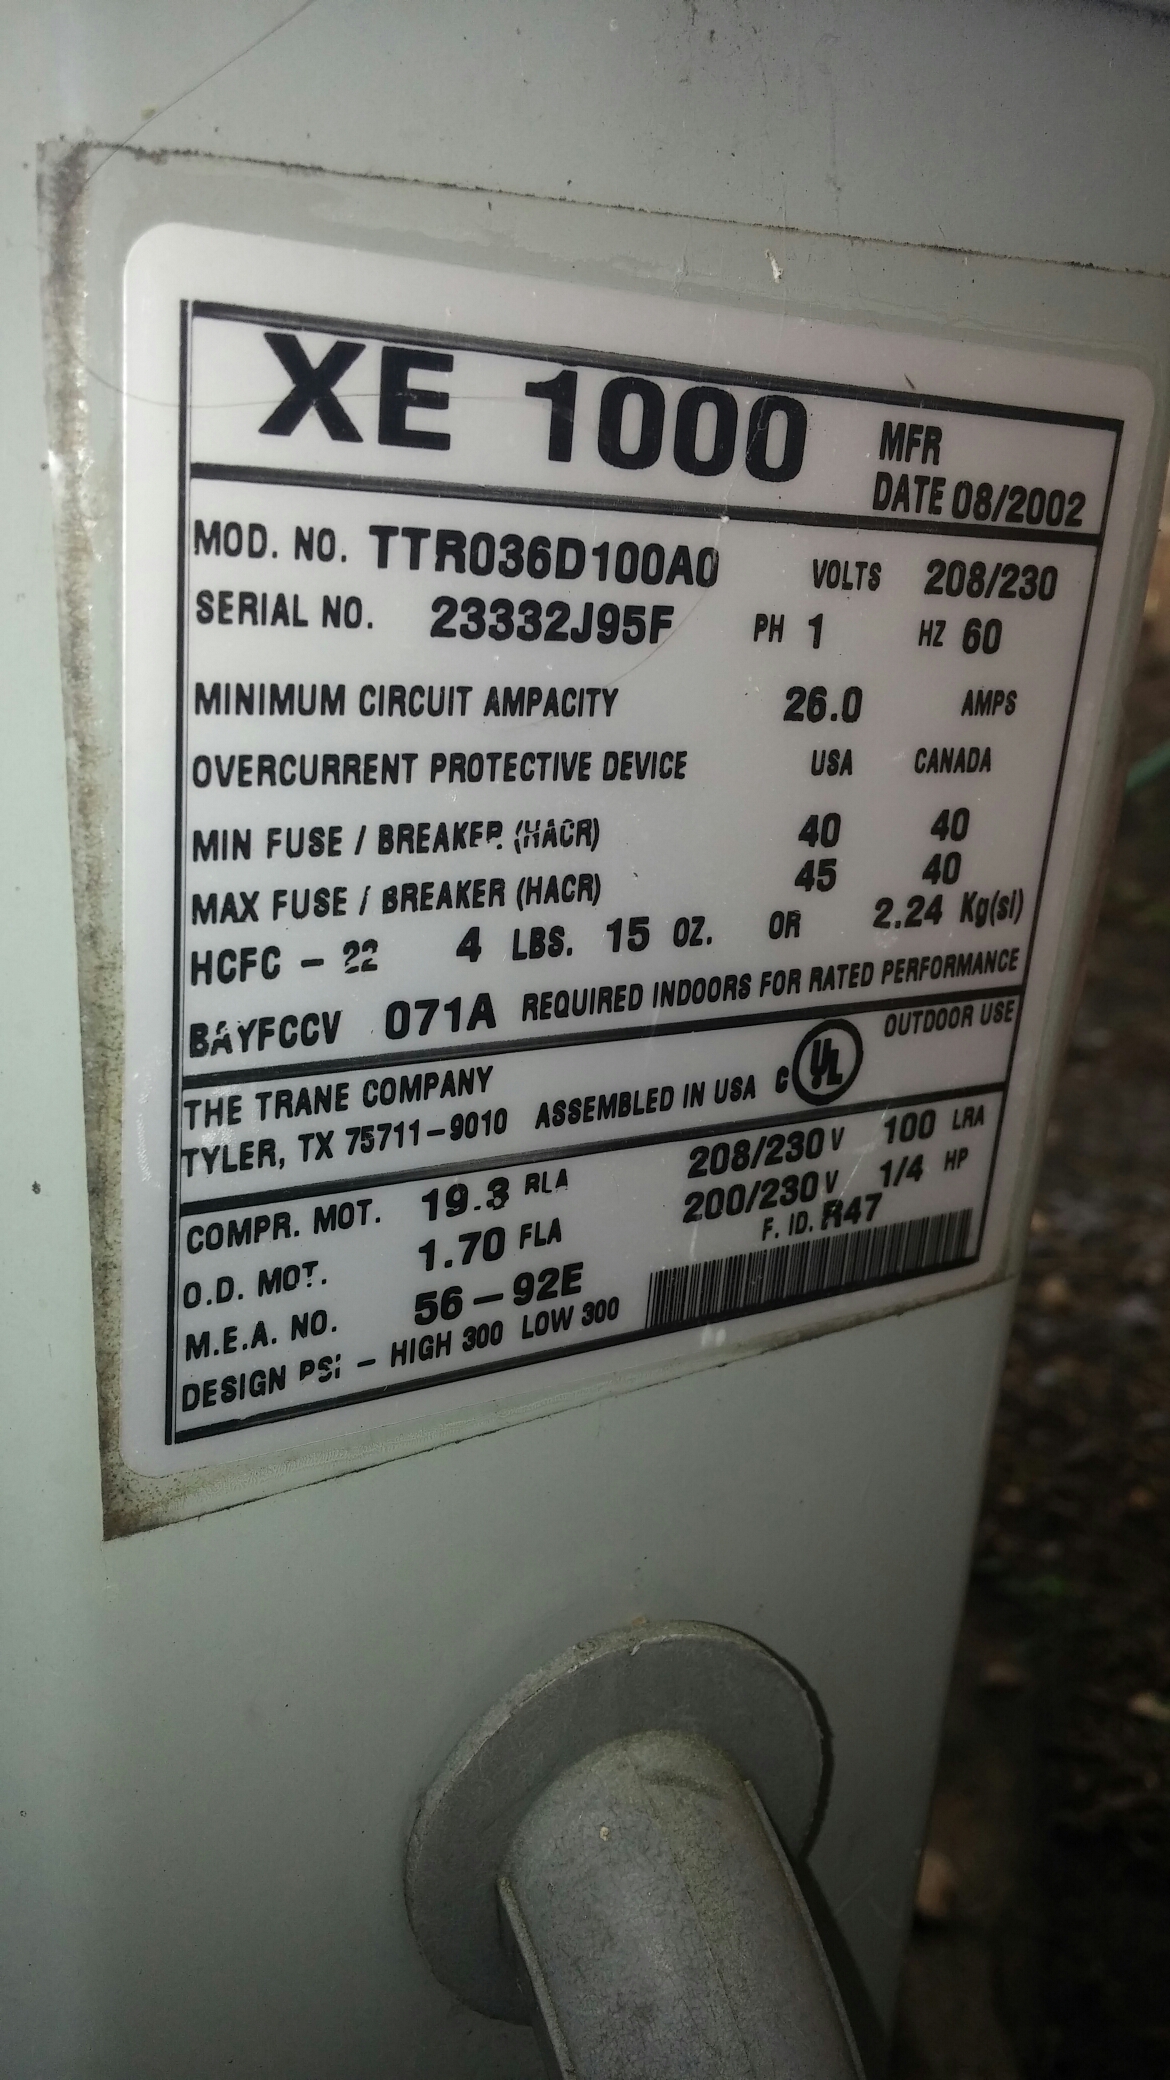 XE 1000 MFR DATE 08/2002
MOD. NO. TTR036D100A0 VOLTS 208/230
SERIAL NO. 23332J95F PH 1 HZ 60
MINIMUM CIRCUIT AMPACITY 26.0 AMPS
OVERCURRENT PROTECTIVE DEVICE USA CANADA
MIN FUSE / BREAKER (HACR) 40 40
MAX FUSE / BREAKER (HACR) 45 40
HCFC - 22 4 LBS. 15 OZ. OR 2.24 Kg(si)
BAYFCCV 071A REQUIRED INDOORS FOR RATED PERFORMANCE
THE TRANE COMPANY OUTDOOR USE
TYLER, TX 75711-9010 ASSEMBLED IN USA C UL
COMPR. MOT. 19.3 RLA 208/230 V 100 LRA
O.D. MOT. 1.70 FLA 200/230 V 1/4 HP
M.E.A. NO. 56-92E F. ID. R47
DESIGN PSI - HIGH 300 LOW 300